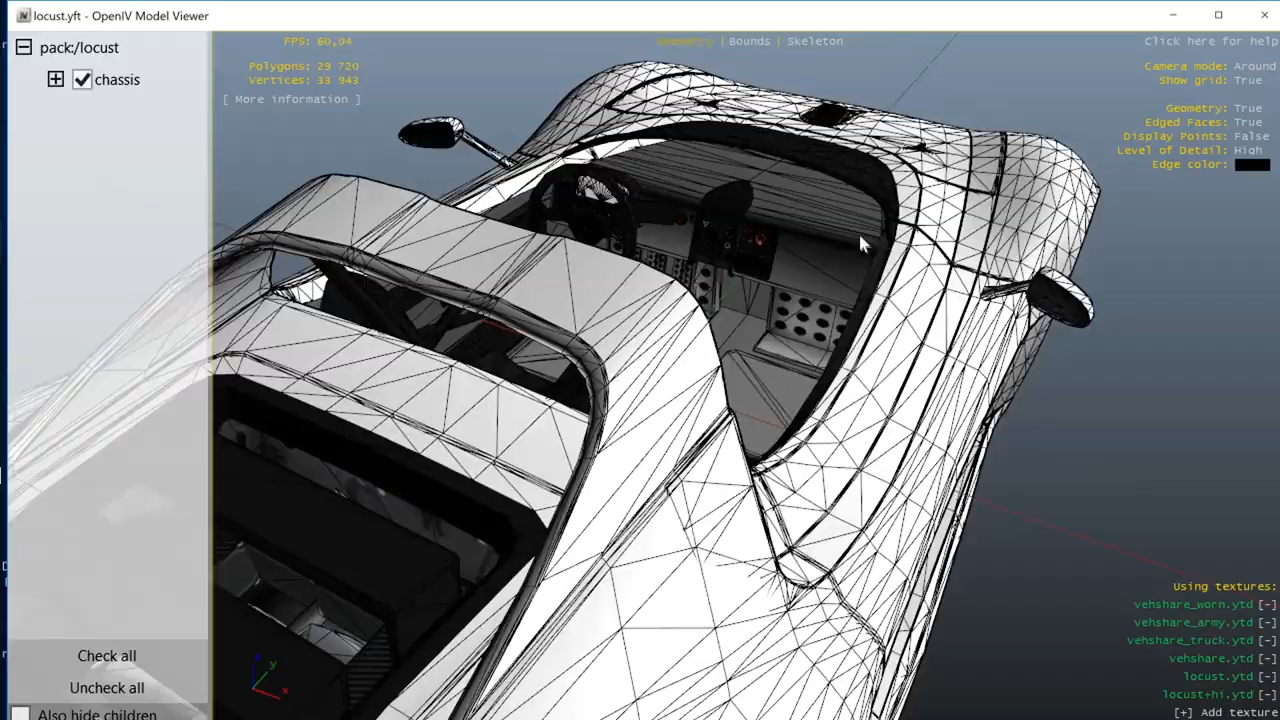 locust.yft - OpenIV Model Viewer
pack:/locust
chassis
FPS: 60,04
Polygons: 29 720
Vertices: 33 943
[ More information ]
Geometry | Bounds | Skeleton
Click here for help
Camera mode: Around
Show grid: True
Geometry: True
Edged Faces: True
Display Points: False
Level of Detail: High
Edge color:
Check all
Uncheck all
Also hide children
z
y
x
Using textures:
vehshare_worn.ytd [-]
vehshare_army.ytd [-]
vehshare_truck.ytd [-]
vehshare.ytd [-]
locust.ytd [-]
locust+hi.ytd [-]
[+] Add texture